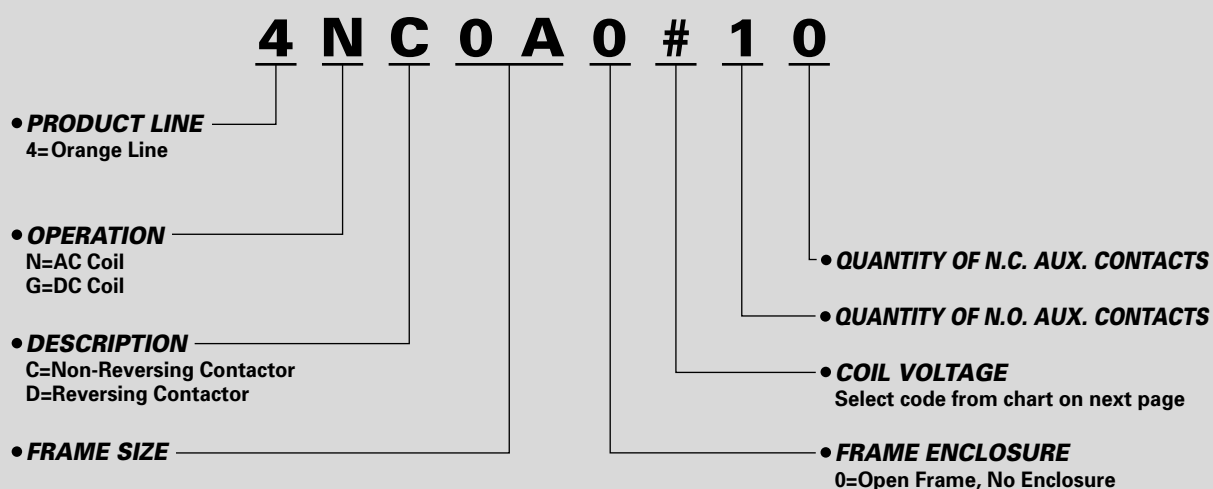 4 N C 0 A 0 # 1 0
• PRODUCT LINE
4=Orange Line
• OPERATION
N=AC Coil
G=DC Coil
• DESCRIPTION
C=Non-Reversing Contactor
D=Reversing Contactor
• FRAME SIZE
• QUANTITY OF N.C. AUX. CONTACTS
• QUANTITY OF N.O. AUX. CONTACTS
• COIL VOLTAGE
Select code from chart on next page
• FRAME ENCLOSURE
0=Open Frame, No Enclosure